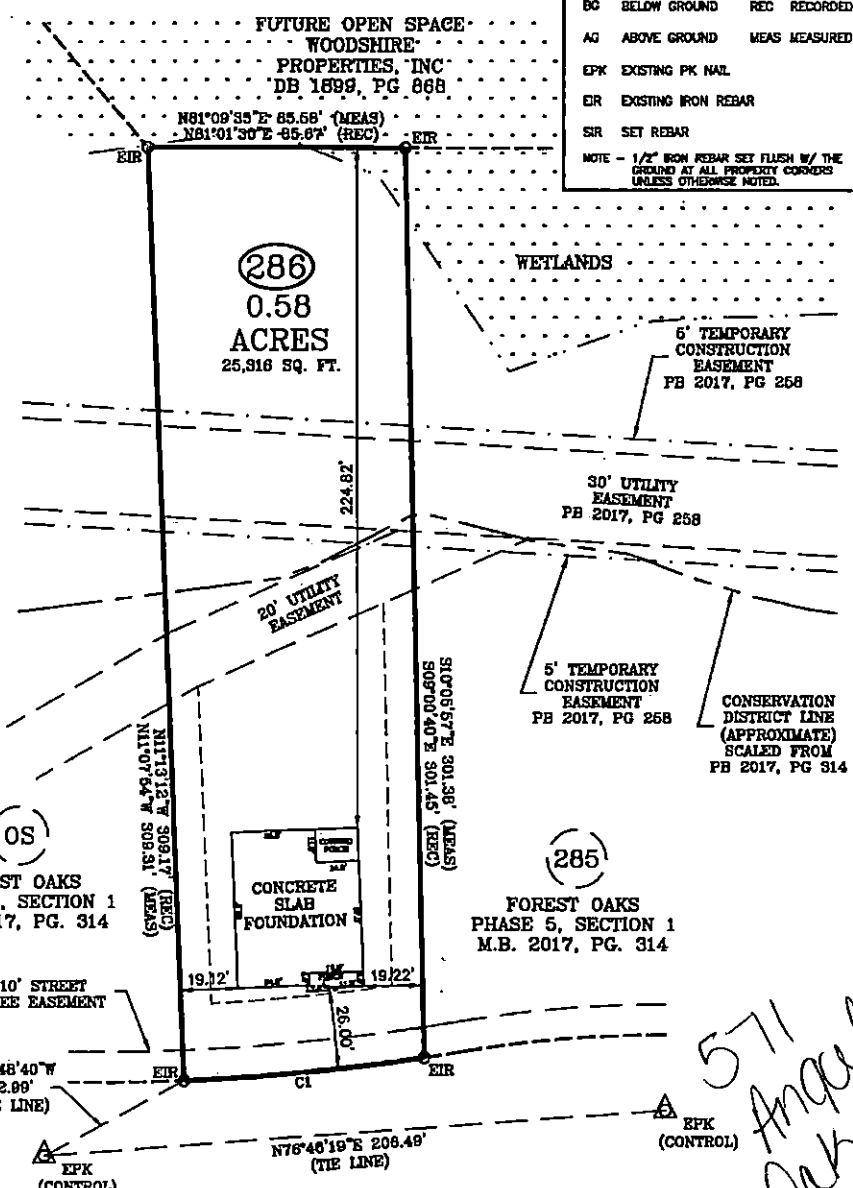 FUTURE OPEN SPACE
WOODSHIRE
PROPERTIES, INC
DB 1899, PG 868
BG BELOW GROUND REC RECORDED
AG ABOVE GROUND MEAS MEASURED
EPK EXISTING PK NAIL
EIR EXISTING IRON REBAR
SIR SET REBAR
NOTE - 1/2" IRON REBAR SET FLUSH W/ THE
GROUND AT ALL PROPERTY CORNERS
UNLESS OTHERWISE NOTED.
N81°09'35"E 85.58' (MEAS)
N81°01'30"E 85.67' (REC)
EIR
EIR
286
0.58
ACRES
25,316 SQ. FT.
WETLANDS
5' TEMPORARY
CONSTRUCTION
EASEMENT
PB 2017, PG 258
224.82'
30' UTILITY
EASEMENT
PB 2017, PG 258
20' UTILITY
EASEMENT
5' TEMPORARY
CONSTRUCTION
EASEMENT
PB 2017, PG 258
CONSERVATION
DISTRICT LINE
(APPROXIMATE)
SCALED FROM
PB 2017, PG 314
N11°13'12"W 309.17' (REC)
N11°07'54"W 309.31' (MEAS)
S10°05'57"E 301.36' (MEAS)
S09°00'40"E 301.45' (REC)
OS
ST OAKS
, SECTION 1
17, PG. 314
CONCRETE
SLAB
FOUNDATION
285
FOREST OAKS
PHASE 5, SECTION 1
M.B. 2017, PG. 314
19.12'
19.22'
26.00'
10' STREET
EE EASEMENT
48'40"W
2.99'
LINE)
EIR
C1
EIR
EPK
(CONTROL)
N76°46'19"E 206.49'
(TIE LINE)
EPK
(CONTROL)
571